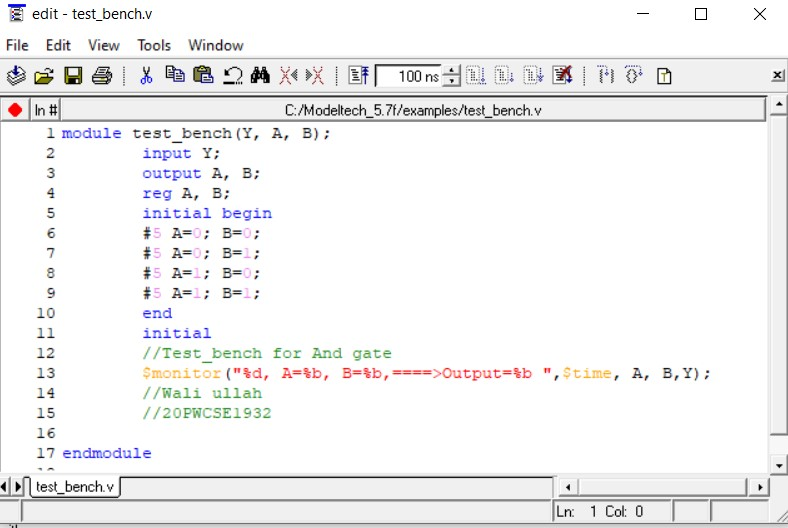 edit - test_bench.v
File Edit View Tools Window
100 ns
ln # C:/Modeltech_5.7f/examples/test_bench.v
1 module test_bench(Y, A, B);
2 input Y;
3 output A, B;
4 reg A, B;
5 initial begin
6 #5 A=0; B=0;
7 #5 A=0; B=1;
8 #5 A=1; B=0;
9 #5 A=1; B=1;
10 end
11 initial
12 //Test_bench for And gate
13 $monitor("%d, A=%b, B=%b,====>Output=%b ",$time, A, B,Y);
14 //Wali ullah
15 //20PWCSE1932
16
17 endmodule
test_bench.v
Ln: 1 Col: 0